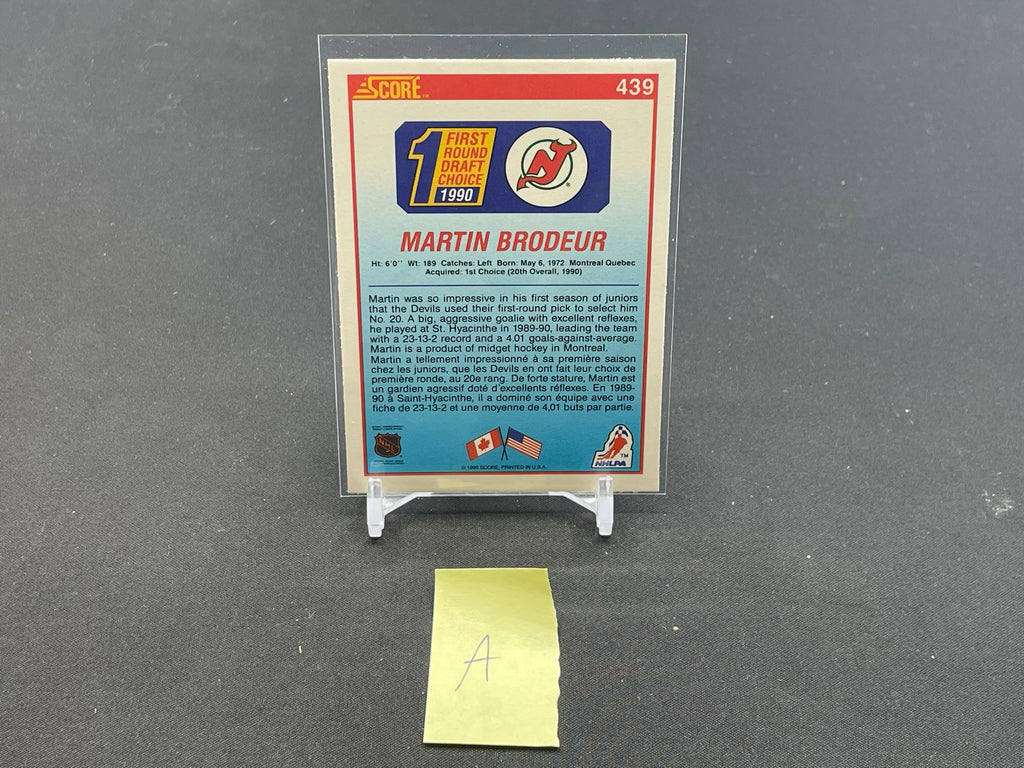 SCORE™
439
1 FIRST
ROUND
DRAFT
CHOICE
1990
NJ®
MARTIN BRODEUR
Ht: 6'0'' Wt: 189 Catches: Left Born: May 6, 1972 Montreal Quebec
Acquired: 1st Choice (20th Overall, 1990)
Martin was so impressive in his first season of juniors
that the Devils used their first-round pick to select him
No. 20. A big, aggressive goalie with excellent reflexes,
he played at St. Hyacinthe in 1989-90, leading the team
with a 23-13-2 record and a 4.01 goals-against-average.
Martin is a product of midget hockey in Montreal.
Martin a tellement impressionné à sa première saison
chez les juniors, que les Devils en ont fait leur choix de
première ronde, au 20e rang. De forte stature, Martin est
un gardien agressif doté d'excellents réflexes. En 1989-
90 à Saint-Hyacinthe, il a dominé son équipe avec une
fiche de 23-13-2 et une moyenne de 4,01 buts par partie.
NHL
© 1990 SCORE, PRINTED IN U.S.A.
TM
NHLPA
A